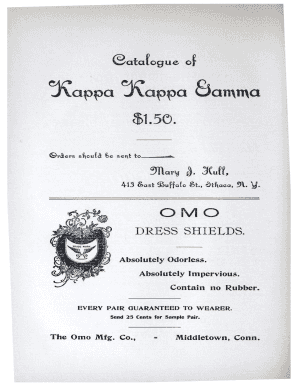 Catalogue of
Kappa Kappa Gamma
$1.50.
Orders should be sent to
Mary J. Hull,
413 East Buffalo St., Ithaca, N. Y.
OMO
DRESS SHIELDS.
Absolutely Odorless.
Absolutely Impervious.
Contain no Rubber.
EVERY PAIR GUARANTEED TO WEARER.
Send 25 Cents for Sample Pair.
The Omo Mfg. Co., - Middletown, Conn.